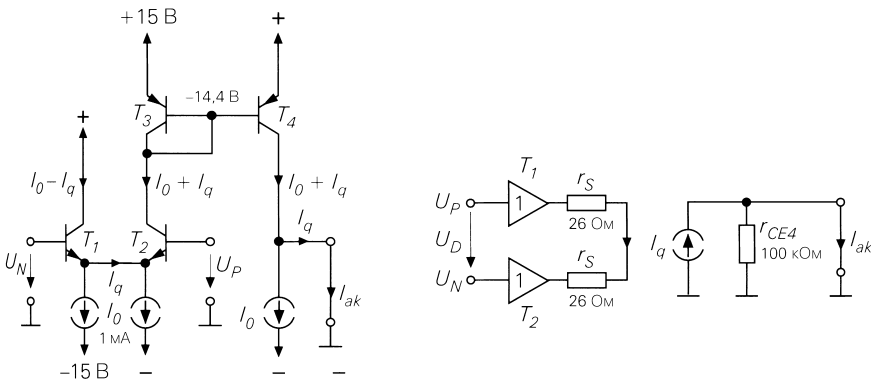 +15 В
+
–14,4 В
T3
T4
+
I0–Iq
I0 + Iq
I0 + Iq
Iq
T1
T2
UN
Iq
UP
I0
I0
1 мА
I0
Iak
–15 В
–
–
–
T1
rS
UP
1
26 Ом
UD
rS
UN
1
26 Ом
T2
Iq
rCE4
100 кОм
Iak